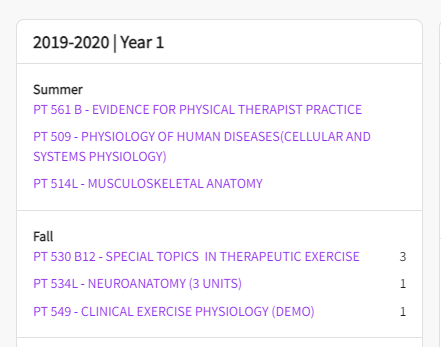 2019-2020 | Year 1
Summer
PT 561 B - EVIDENCE FOR PHYSICAL THERAPIST PRACTICE
PT 509 - PHYSIOLOGY OF HUMAN DISEASES(CELLULAR AND
SYSTEMS PHYSIOLOGY)
PT 514L - MUSCULOSKELETAL ANATOMY
Fall
PT 530 B12 - SPECIAL TOPICS  IN THERAPEUTIC EXERCISE 3
PT 534L - NEUROANATOMY (3 UNITS) 1
PT 549 - CLINICAL EXERCISE PHYSIOLOGY (DEMO) 1